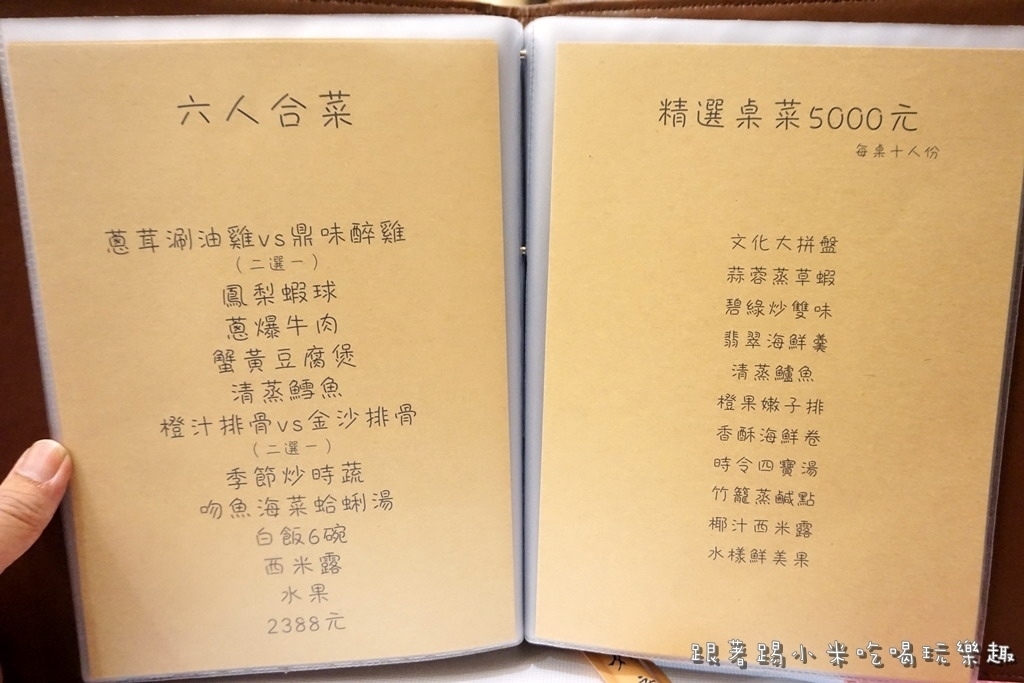 六人合菜
蔥茸涮油雞vs鼎味醉雞
(二選一)
鳳梨蝦球
蔥爆牛肉
蟹黃豆腐煲
清蒸鱈魚
橙汁排骨vs金沙排骨
(二選一)
季節炒時蔬
吻魚海菜蛤蜊湯
白飯6碗
西米露
水果
2388元
精選桌菜5000元
每桌十人份
文化大拼盤
蒜蓉蒸草蝦
碧綠炒雙味
翡翠海鮮羹
清蒸鱸魚
橙果嫩子排
香酥海鮮卷
時令四寶湯
竹籠蒸鹹點
椰汁西米露
水樣鮮美果
跟著踢小米吃喝玩樂趣